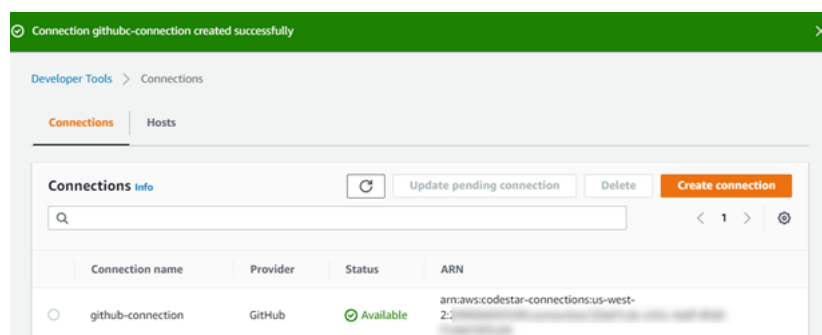 Connection githubc-connection created successfully
Developer Tools > Connections
Connections Hosts
Connections Info Update pending connection Delete Create connection
< 1 >
Connection name Provider Status ARN
github-connection GitHub Available arn:aws:codestar-connections:us-west-
2: